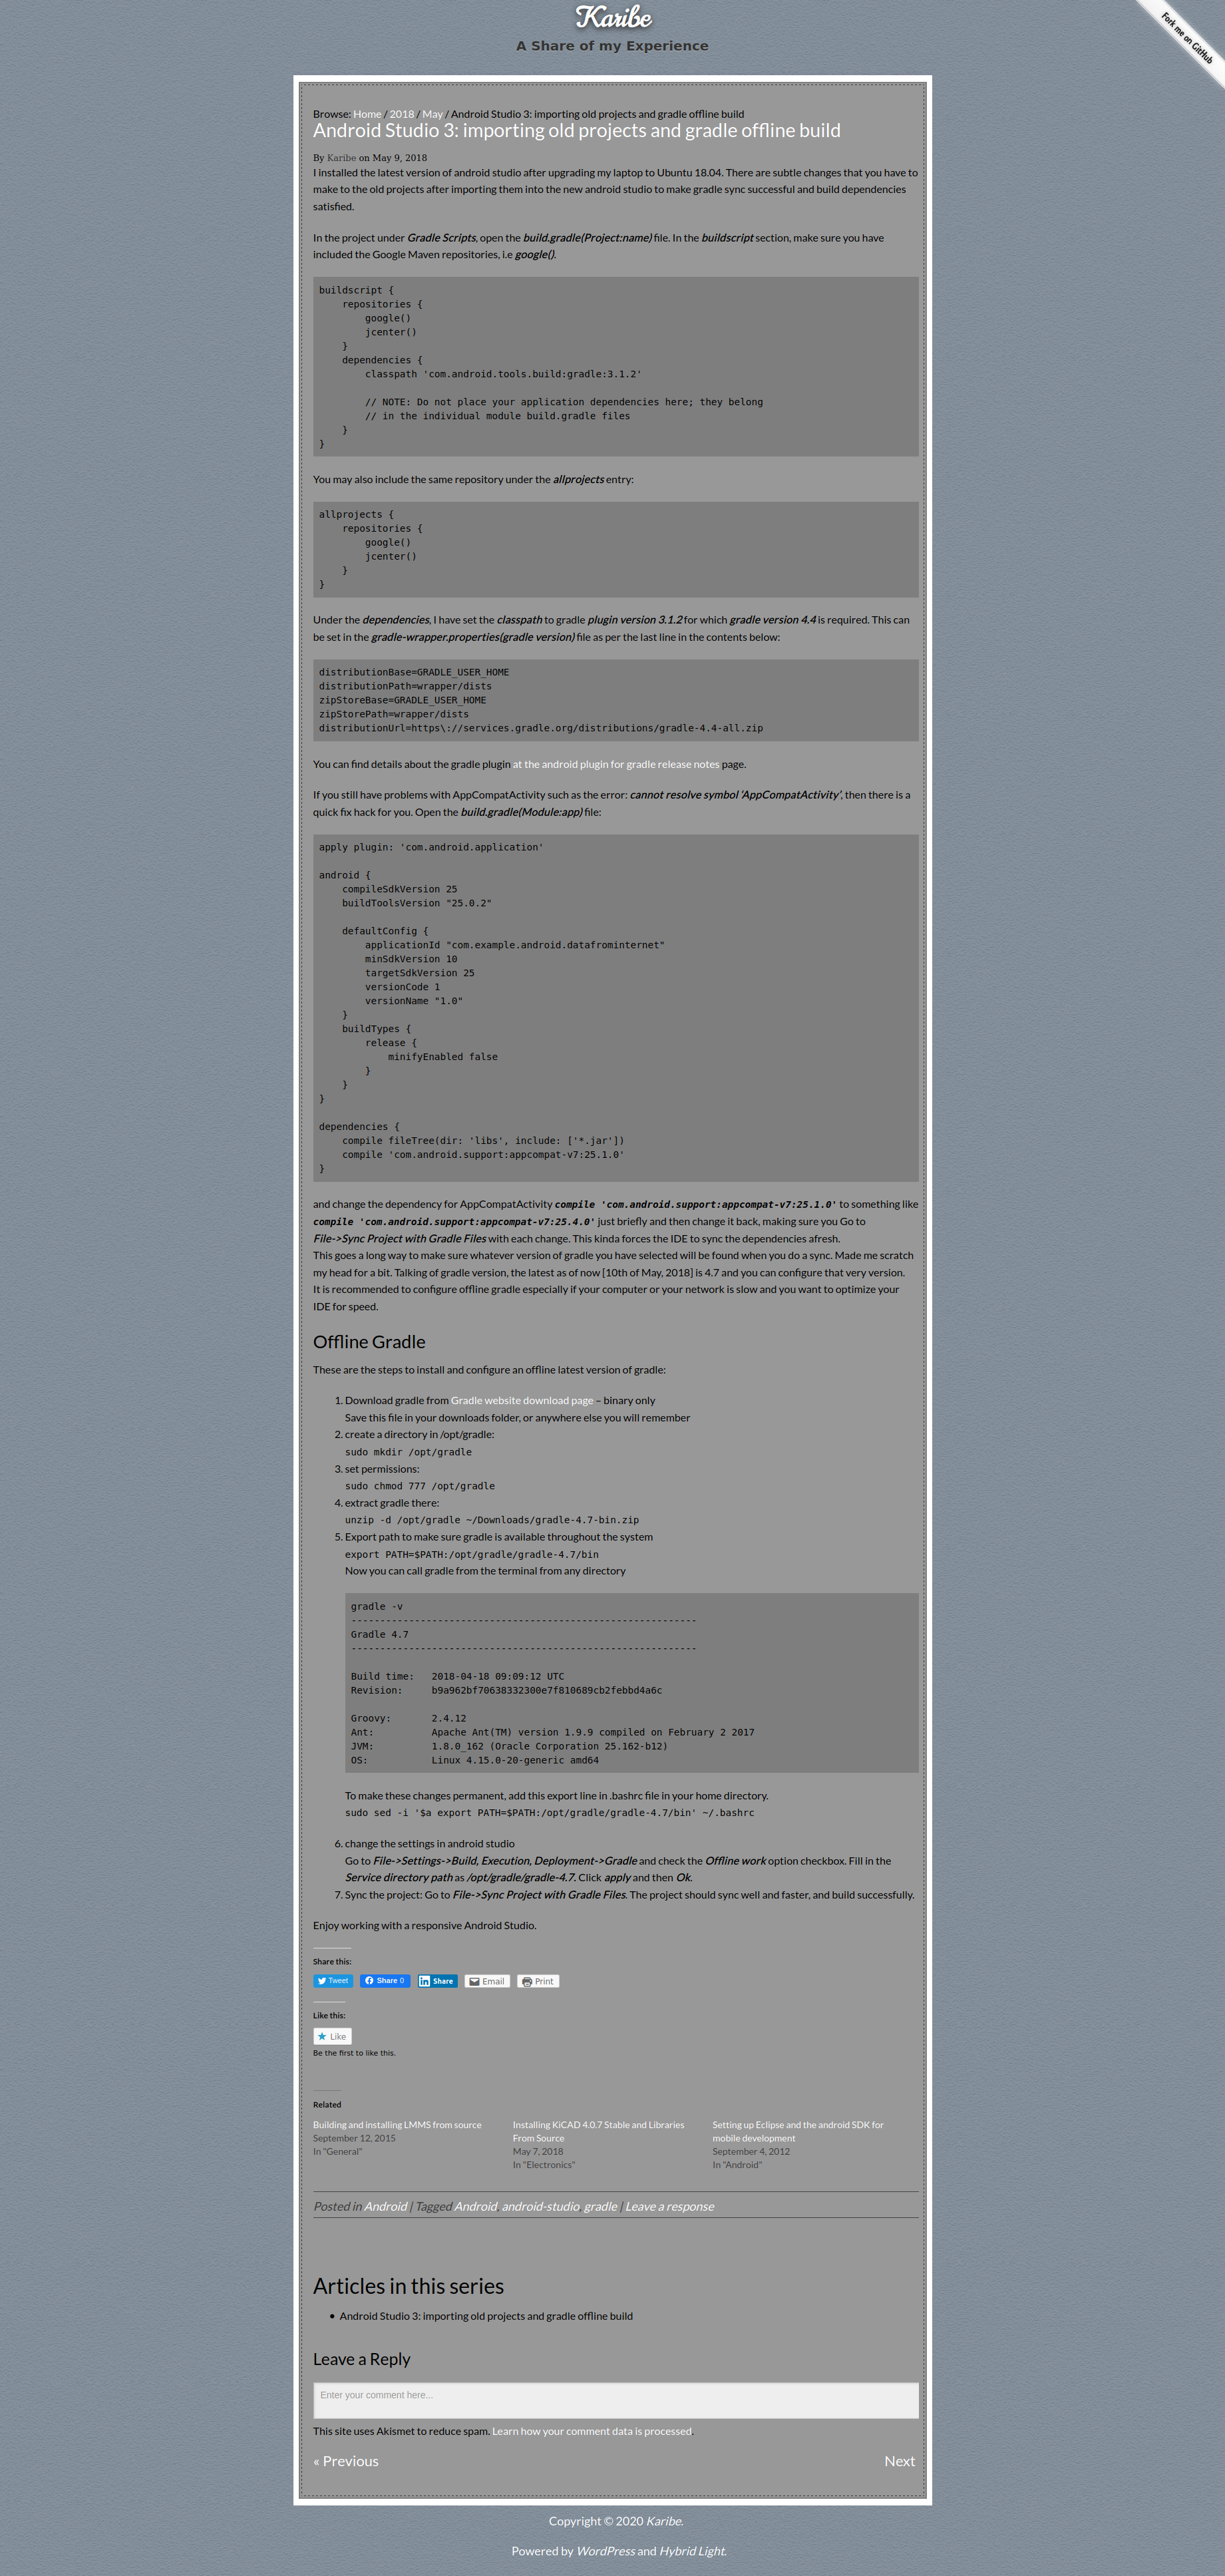 Karibe
A Share of my Experience
Fork me on GitHub
Browse: Home / 2018 / May / Android Studio 3: importing old projects and gradle offline build
Android Studio 3: importing old projects and gradle offline build
By Karibe on May 9, 2018
I installed the latest version of android studio after upgrading my laptop to Ubuntu 18.04. There are subtle changes that you have to
make to the old projects after importing them into the new android studio to make gradle sync successful and build dependencies
satisfied.
In the project under Gradle Scripts, open the build.gradle(Project:name) file. In the buildscript section, make sure you have
included the Google Maven repositories, i.e google().
buildscript {
    repositories {
        google()
        jcenter()
    }
    dependencies {
        classpath 'com.android.tools.build:gradle:3.1.2'
        // NOTE: Do not place your application dependencies here; they belong
        // in the individual module build.gradle files
    }
}
You may also include the same repository under the allprojects entry:
allprojects {
    repositories {
        google()
        jcenter()
    }
}
Under the dependencies, I have set the classpath to gradle plugin version 3.1.2 for which gradle version 4.4 is required. This can
be set in the gradle-wrapper.properties(gradle version) file as per the last line in the contents below:
distributionBase=GRADLE_USER_HOME
distributionPath=wrapper/dists
zipStoreBase=GRADLE_USER_HOME
zipStorePath=wrapper/dists
distributionUrl=https\://services.gradle.org/distributions/gradle-4.4-all.zip
You can find details about the gradle plugin at the android plugin for gradle release notes page.
If you still have problems with AppCompatActivity such as the error: cannot resolve symbol ‘AppCompatActivity’, then there is a
quick fix hack for you. Open the build.gradle(Module:app) file:
apply plugin: 'com.android.application'
android {
    compileSdkVersion 25
    buildToolsVersion "25.0.2"
    defaultConfig {
        applicationId "com.example.android.datafrominternet"
        minSdkVersion 10
        targetSdkVersion 25
        versionCode 1
        versionName "1.0"
    }
    buildTypes {
        release {
            minifyEnabled false
        }
    }
}
dependencies {
    compile fileTree(dir: 'libs', include: ['*.jar'])
    compile 'com.android.support:appcompat-v7:25.1.0'
}
and change the dependency for AppCompatActivity compile 'com.android.support:appcompat-v7:25.1.0' to something like
compile 'com.android.support:appcompat-v7:25.4.0' just briefly and then change it back, making sure you Go to
File->Sync Project with Gradle Files with each change. This kinda forces the IDE to sync the dependencies afresh.
This goes a long way to make sure whatever version of gradle you have selected will be found when you do a sync. Made me scratch
my head for a bit. Talking of gradle version, the latest as of now [10th of May, 2018] is 4.7 and you can configure that very version.
It is recommended to configure offline gradle especially if your computer or your network is slow and you want to optimize your
IDE for speed.
Offline Gradle
These are the steps to install and configure an offline latest version of gradle:
1. Download gradle from Gradle website download page – binary only
Save this file in your downloads folder, or anywhere else you will remember
2. create a directory in /opt/gradle:
sudo mkdir /opt/gradle
3. set permissions:
sudo chmod 777 /opt/gradle
4. extract gradle there:
unzip -d /opt/gradle ~/Downloads/gradle-4.7-bin.zip
5. Export path to make sure gradle is available throughout the system
export PATH=$PATH:/opt/gradle/gradle-4.7/bin
Now you can call gradle from the terminal from any directory
gradle -v
------------------------------------------------------------
Gradle 4.7
------------------------------------------------------------
Build time:   2018-04-18 09:09:12 UTC
Revision:     b9a962bf70638332300e7f810689cb2febbd4a6c
Groovy:       2.4.12
Ant:          Apache Ant(TM) version 1.9.9 compiled on February 2 2017
JVM:          1.8.0_162 (Oracle Corporation 25.162-b12)
OS:           Linux 4.15.0-20-generic amd64
To make these changes permanent, add this export line in .bashrc file in your home directory.
sudo sed -i '$a export PATH=$PATH:/opt/gradle/gradle-4.7/bin' ~/.bashrc
6. change the settings in android studio
Go to File->Settings->Build, Execution, Deployment->Gradle and check the Offline work option checkbox. Fill in the
Service directory path as /opt/gradle/gradle-4.7. Click apply and then Ok.
7. Sync the project: Go to File->Sync Project with Gradle Files. The project should sync well and faster, and build successfully.
Enjoy working with a responsive Android Studio.
Share this:
Tweet Share 0 Share Email Print
Like this:
Like
Be the first to like this.
Related
Building and installing LMMS from source
September 12, 2015
In "General"
Installing KiCAD 4.0.7 Stable and Libraries
From Source
May 7, 2018
In "Electronics"
Setting up Eclipse and the android SDK for
mobile development
September 4, 2012
In "Android"
Posted in Android | Tagged Android, android-studio, gradle | Leave a response
Articles in this series
• Android Studio 3: importing old projects and gradle offline build
Leave a Reply
Enter your comment here...
This site uses Akismet to reduce spam. Learn how your comment data is processed.
« Previous
Next
Copyright © 2020 Karibe.
Powered by WordPress and Hybrid Light.